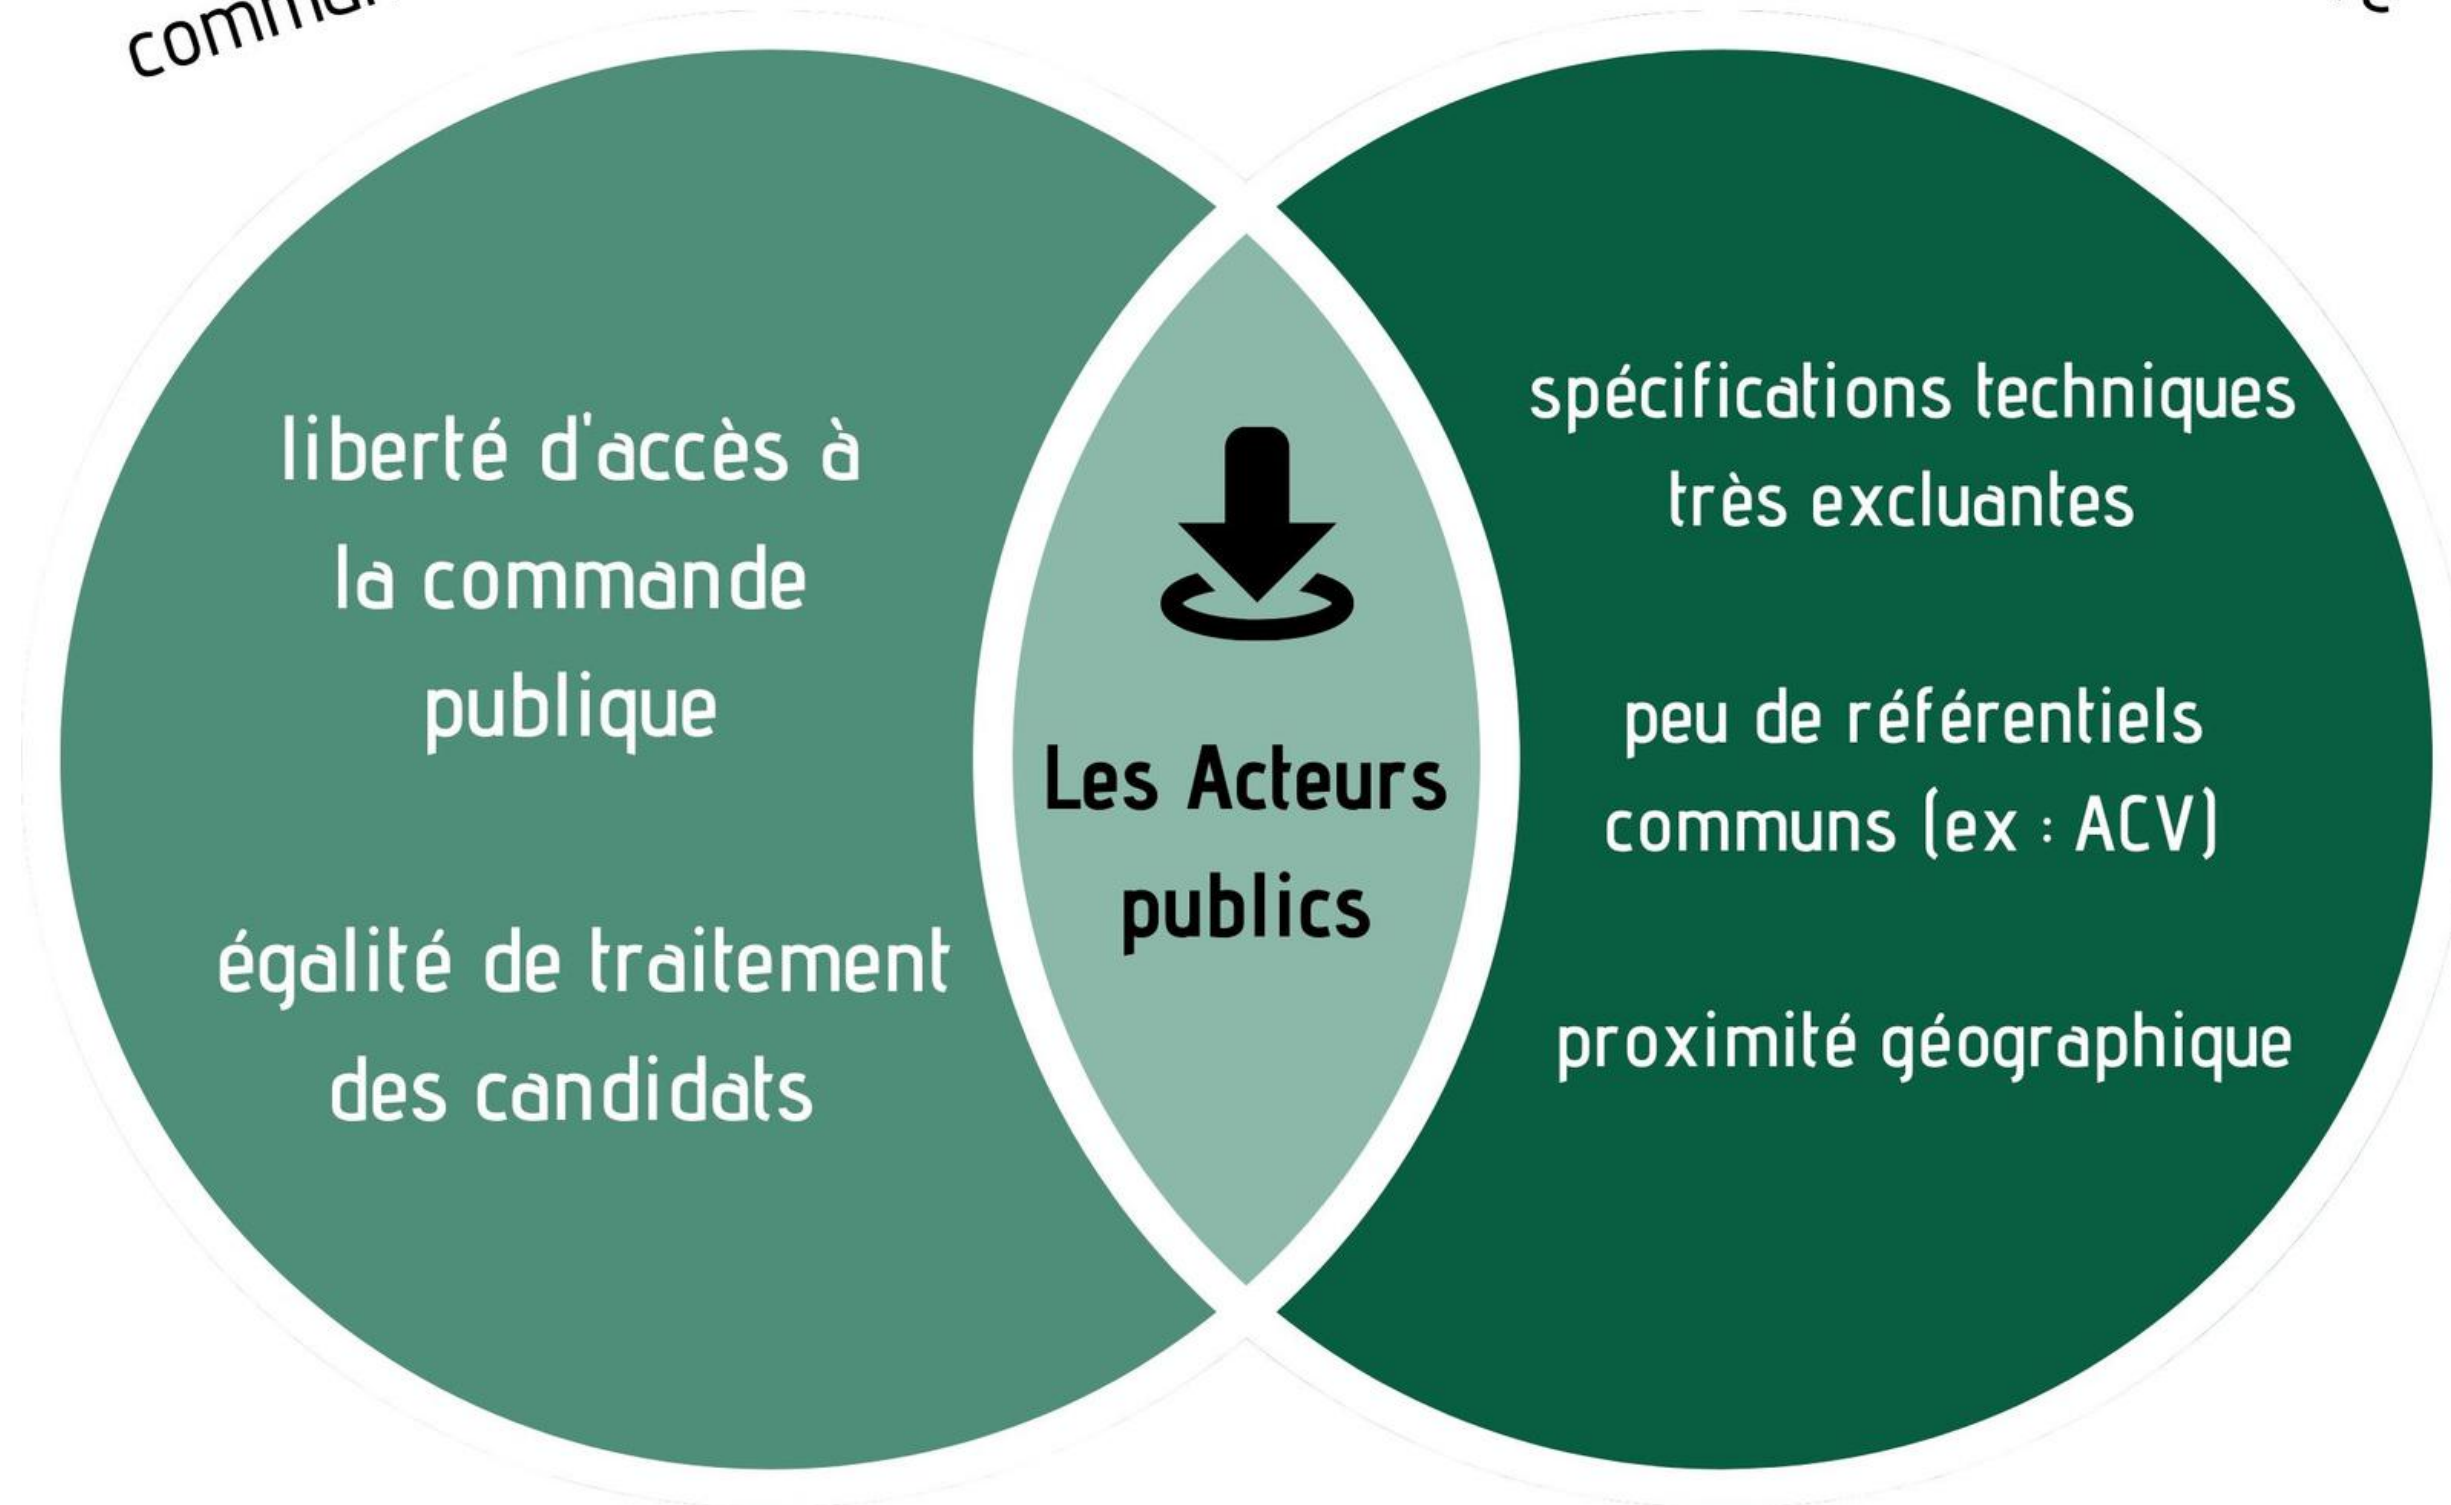 liberté d'accès à
la commande
publique
égalité de traitement
des candidats
Les Acteurs
publics
spécifications techniques
très excluantes
peu de référentiels
communs (ex : ACV)
proximité géographique